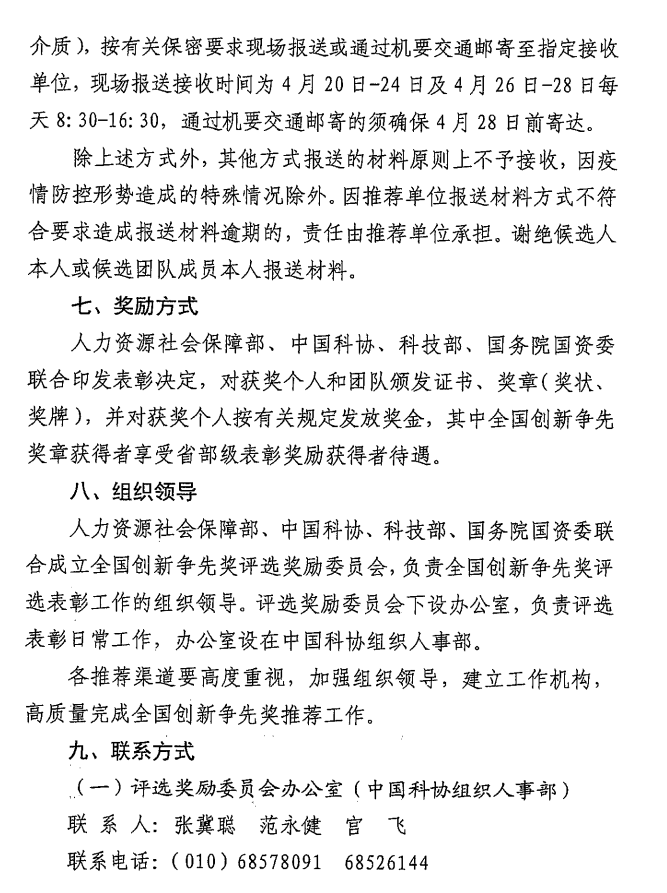 介质），按有关保密要求现场报送或通过机要交通邮寄至指定接收
单位，现场报送接收时间为 4 月 20 日-24 日及 4 月 26 日-28 日每
天 8：30-16：30，通过机要交通邮寄的须确保 4 月 28 日前寄达。
除上述方式外，其他方式报送的材料原则上不予接收，因疫
情防控形势造成的特殊情况除外。因推荐单位报送材料方式不符
合要求造成报送材料逾期的，责任由推荐单位承担。谢绝候选人
本人或候选团队成员本人报送材料。
七、奖励方式
人力资源社会保障部、中国科协、科技部、国务院国资委
联合印发表彰决定，对获奖个人和团队颁发证书、奖章（奖状、
奖牌），并对获奖个人按有关规定发放奖金，其中全国创新争先
奖章获得者享受省部级表彰奖励获得者待遇。
八、组织领导
人力资源社会保障部、中国科协、科技部、国务院国资委联
合成立全国创新争先奖评选奖励委员会，负责全国创新争先奖评
选表彰工作的组织领导。评选奖励委员会下设办公室，负责评选
表彰日常工作，办公室设在中国科协组织人事部。
各推荐渠道要高度重视，加强组织领导，建立工作机构，
高质量完成全国创新争先奖推荐工作。
九、联系方式
（一）评选奖励委员会办公室（中国科协组织人事部）
联 系 人：张冀聪 范永健 宫 飞
联系电话：（010）68578091 68526144